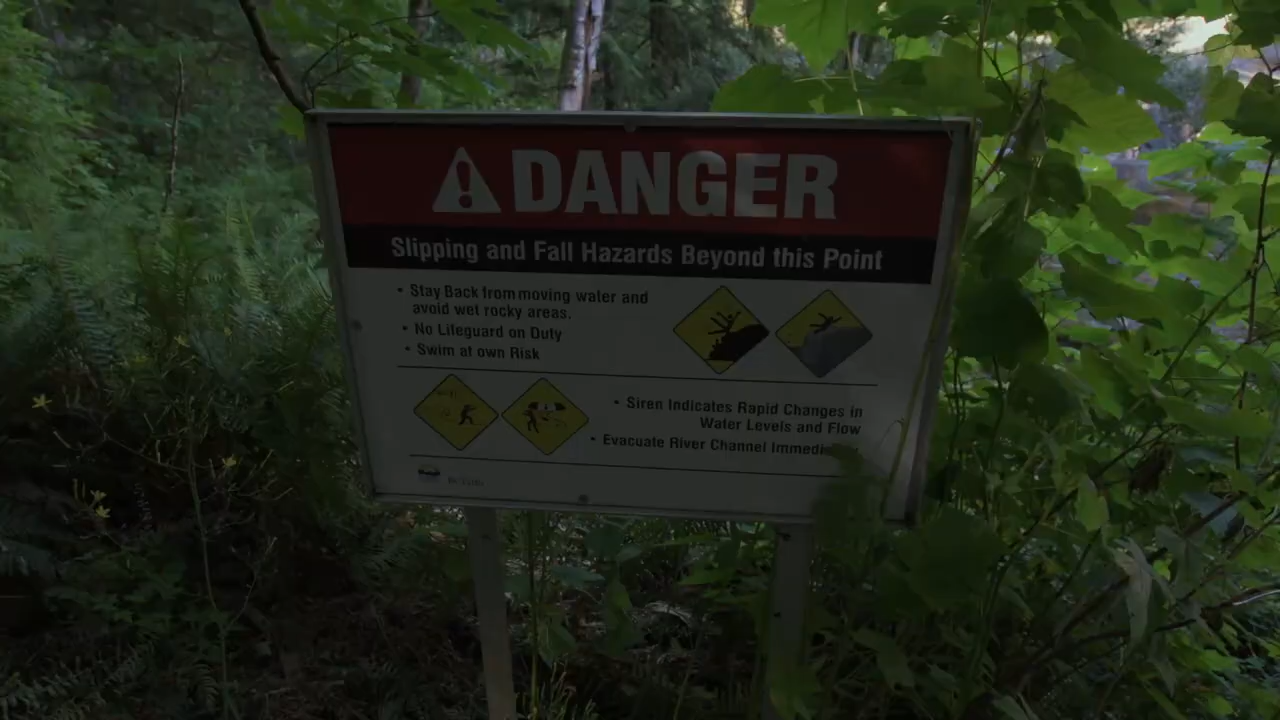 DANGER
Slipping and Fall Hazards Beyond this Point
• Stay Back from moving water and
avoid wet rocky areas.
• No Lifeguard on Duty
• Swim at own Risk
• Siren Indicates Rapid Changes in
Water Levels and Flow
• Evacuate River Channel